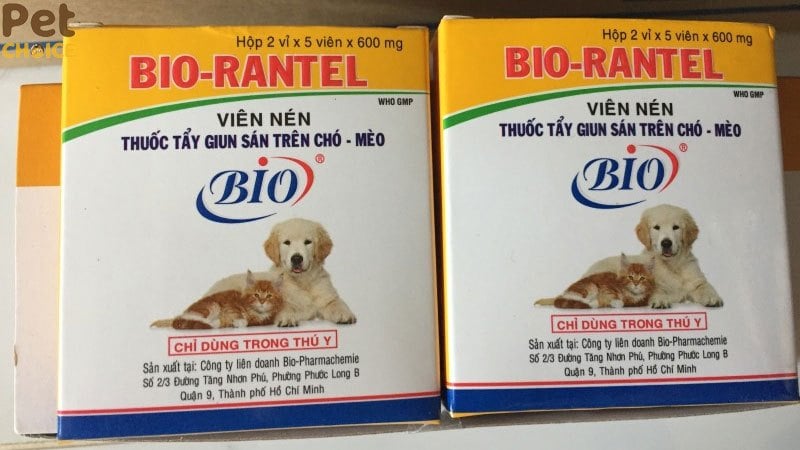 Pet
CHOICE
Hộp 2 vỉ x 5 viên x 600 mg
BIO-RANTEL
WHO GMP
VIÊN NÉN
THUỐC TẨY GIUN SÁN TRÊN CHÓ - MÈO
BIO®
CHỈ DÙNG TRONG THÚ Y
Sản xuất tại: Công ty liên doanh Bio-Pharmachemie
Số 2/3 Đường Tăng Nhơn Phú, Phường Phước Long B
Quận 9, Thành phố Hồ Chí Minh
Hộp 2 vỉ x 5 viên x 600 mg
BIO-RANTEL
WHO GMP
VIÊN NÉN
THUỐC TẨY GIUN SÁN TRÊN CHÓ - MÈO
BIO®
CHỈ DÙNG TRONG THÚ Y
Sản xuất tại: Công ty liên doanh Bio-Pharmachemie
Số 2/3 Đường Tăng Nhơn Phú, Phường Phước Long B
Quận 9, Thành phố Hồ Chí Minh